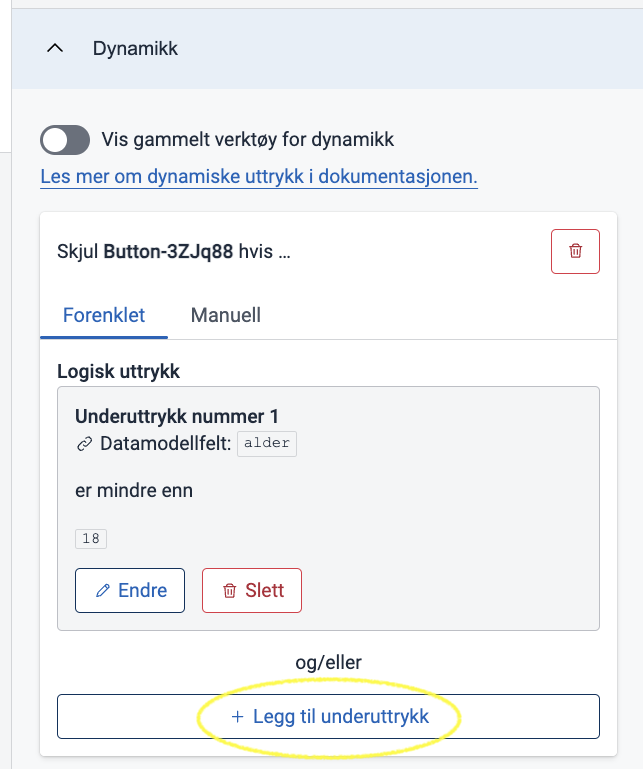 Dynamikk
Vis gammelt verktøy for dynamikk
Les mer om dynamiske uttrykk i dokumentasjonen.
Skjul Button-3ZJq88 hvis ...
Forenklet Manuell
Logisk uttrykk
Underuttrykk nummer 1
Datamodellfelt: alder
er mindre enn
18
Endre Slett
og/eller
+ Legg til underuttrykk